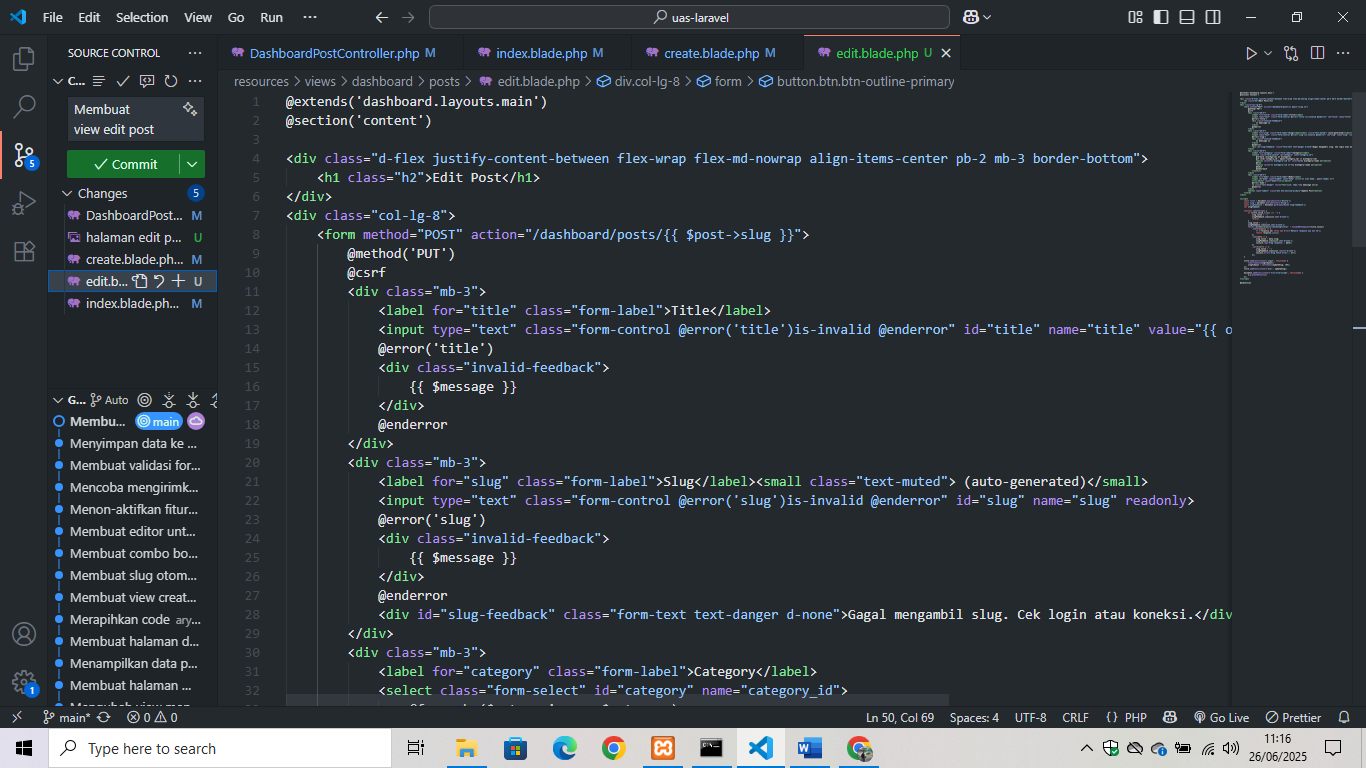 File Edit Selection View Go Run ··· uas-laravel
SOURCE CONTROL ···
C... ···
Membuat
view edit post
Commit
Changes 5
DashboardPost... M
halaman edit p... U
create.blade.ph... M
edit.b... U
index.blade.ph... M
G... Auto
Membu... main
Menyimpan data ke ...
Membuat validasi for...
Mencoba mengirimk...
Menon-aktifkan fitur...
Membuat editor unt...
Membuat combo bo...
Membuat slug otom...
Membuat view creat...
Merapihkan code ary...
Membuat halaman d...
Menampilkan data p...
Membuat halaman ...
5
1
DashboardPostController.php M index.blade.php M create.blade.php M edit.blade.php U
resources > views > dashboard > posts > edit.blade.php > div.col-lg-8 > form > button.btn.btn-outline-primary
1 @extends('dashboard.layouts.main')
2 @section('content')
3
4 <div class="d-flex justify-content-between flex-wrap flex-md-nowrap align-items-center pb-2 mb-3 border-bottom">
5 <h1 class="h2">Edit Post</h1>
6 </div>
7 <div class="col-lg-8">
8 <form method="POST" action="/dashboard/posts/{{ $post->slug }}">
9 @method('PUT')
10 @csrf
11 <div class="mb-3">
12 <label for="title" class="form-label">Title</label>
13 <input type="text" class="form-control @error('title')is-invalid @enderror" id="title" name="title" value="{{ o
14 @error('title')
15 <div class="invalid-feedback">
16 {{ $message }}
17 </div>
18 @enderror
19 </div>
20 <div class="mb-3">
21 <label for="slug" class="form-label">Slug</label><small class="text-muted"> (auto-generated)</small>
22 <input type="text" class="form-control @error('slug')is-invalid @enderror" id="slug" name="slug" readonly>
23 @error('slug')
24 <div class="invalid-feedback">
25 {{ $message }}
26 </div>
27 @enderror
28 <div id="slug-feedback" class="form-text text-danger d-none">Gagal mengambil slug. Cek login atau koneksi.</div
29 </div>
30 <div class="mb-3">
31 <label for="category" class="form-label">Category</label>
32 <select class="form-select" id="category" name="category_id">
main* 0 0 Ln 50, Col 69 Spaces: 4 UTF-8 CRLF {} PHP Go Live Prettier
Type here to search
11:16
26/06/2025